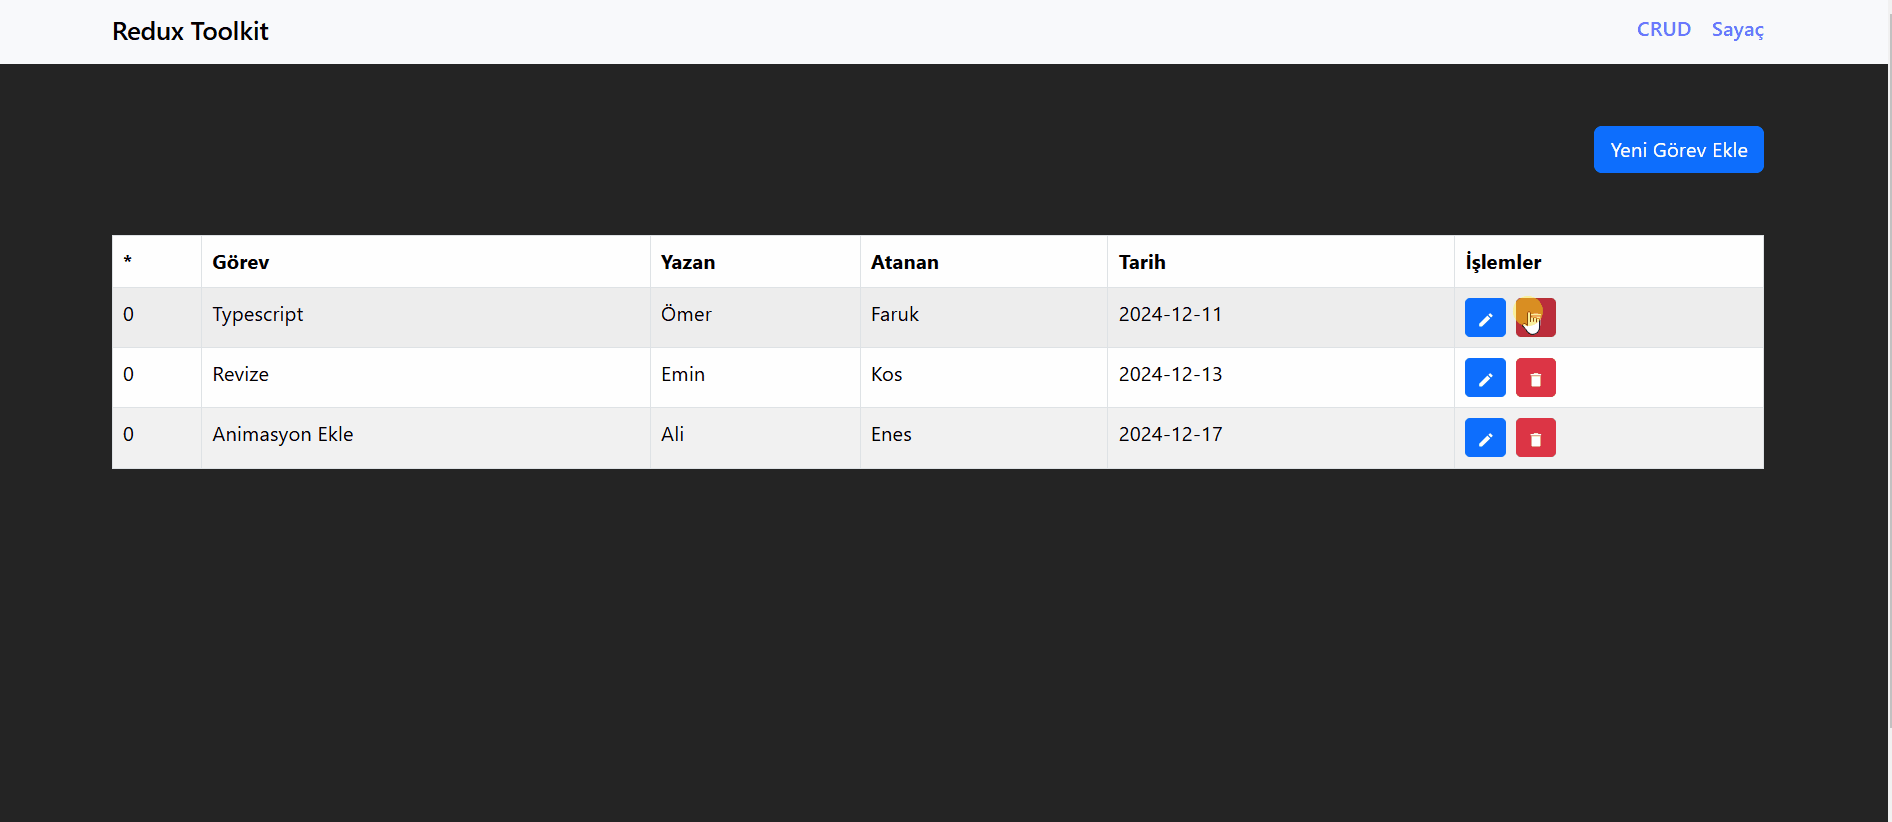 Redux Toolkit CRUD Sayaç
Yeni Görev Ekle
* Görev Yazan Atanan Tarih İşlemler
0 Typescript Ömer Faruk 2024-12-11
0 Revize Emin Kos 2024-12-13
0 Animasyon Ekle Ali Enes 2024-12-17